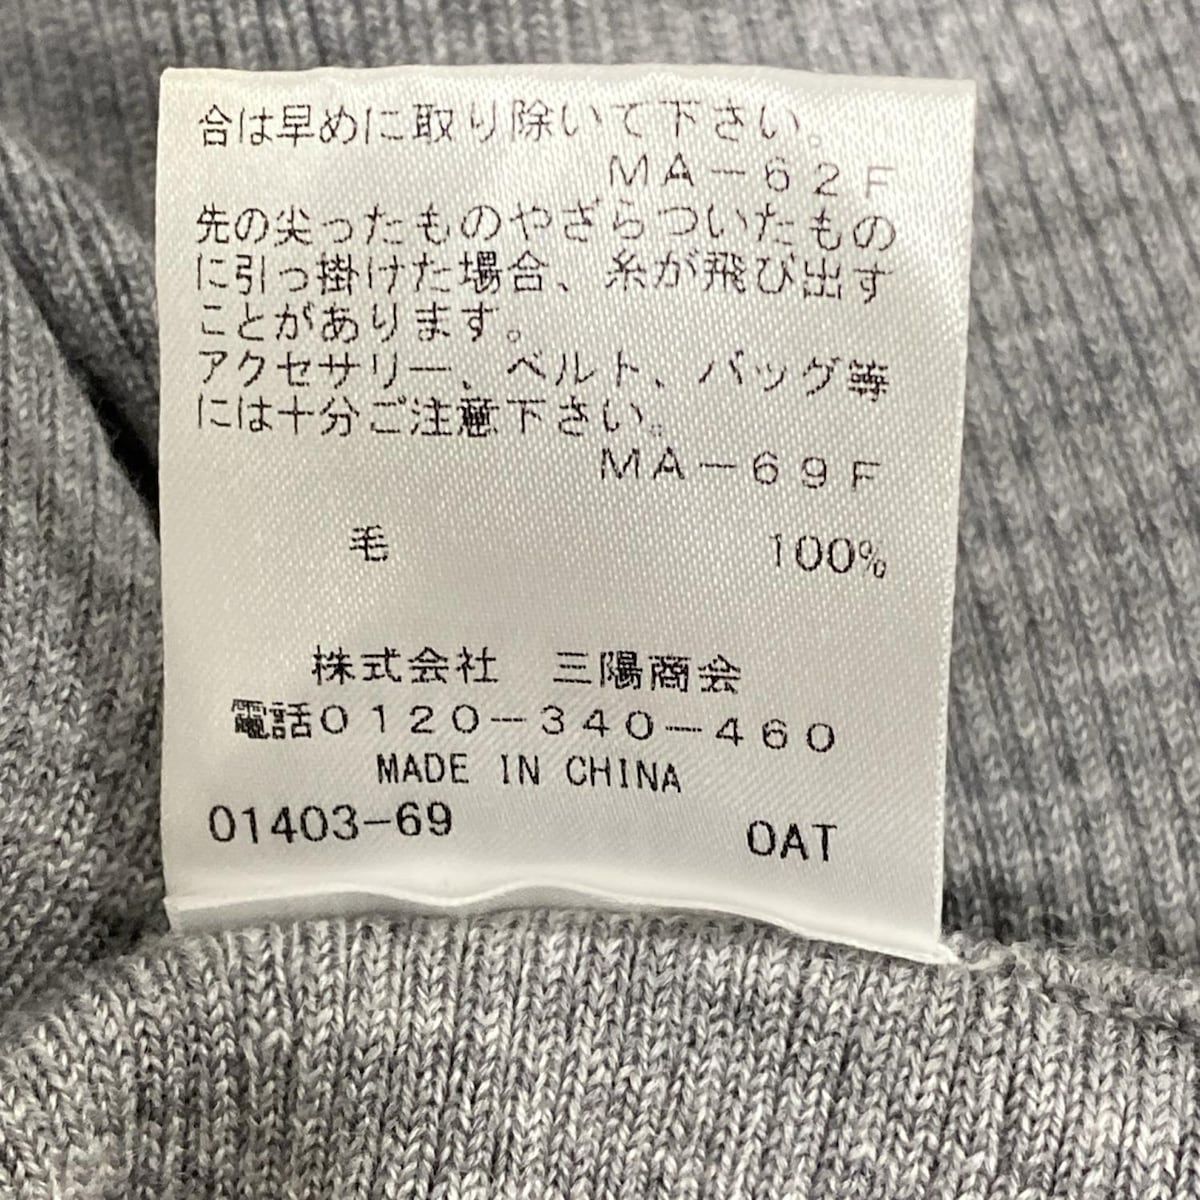 合は早めに取り除いて下さい。
MA－62F
先の尖ったものやざらついたもの
に引っ掛けた場合、糸が飛び出す
ことがあります。
アクセサリー、ベルト、バッグ等
には十分ご注意下さい。
MA－69F
毛 100%
株式会社 三陽商会
電話0120－340－460
MADE IN CHINA
01403-69 OAT